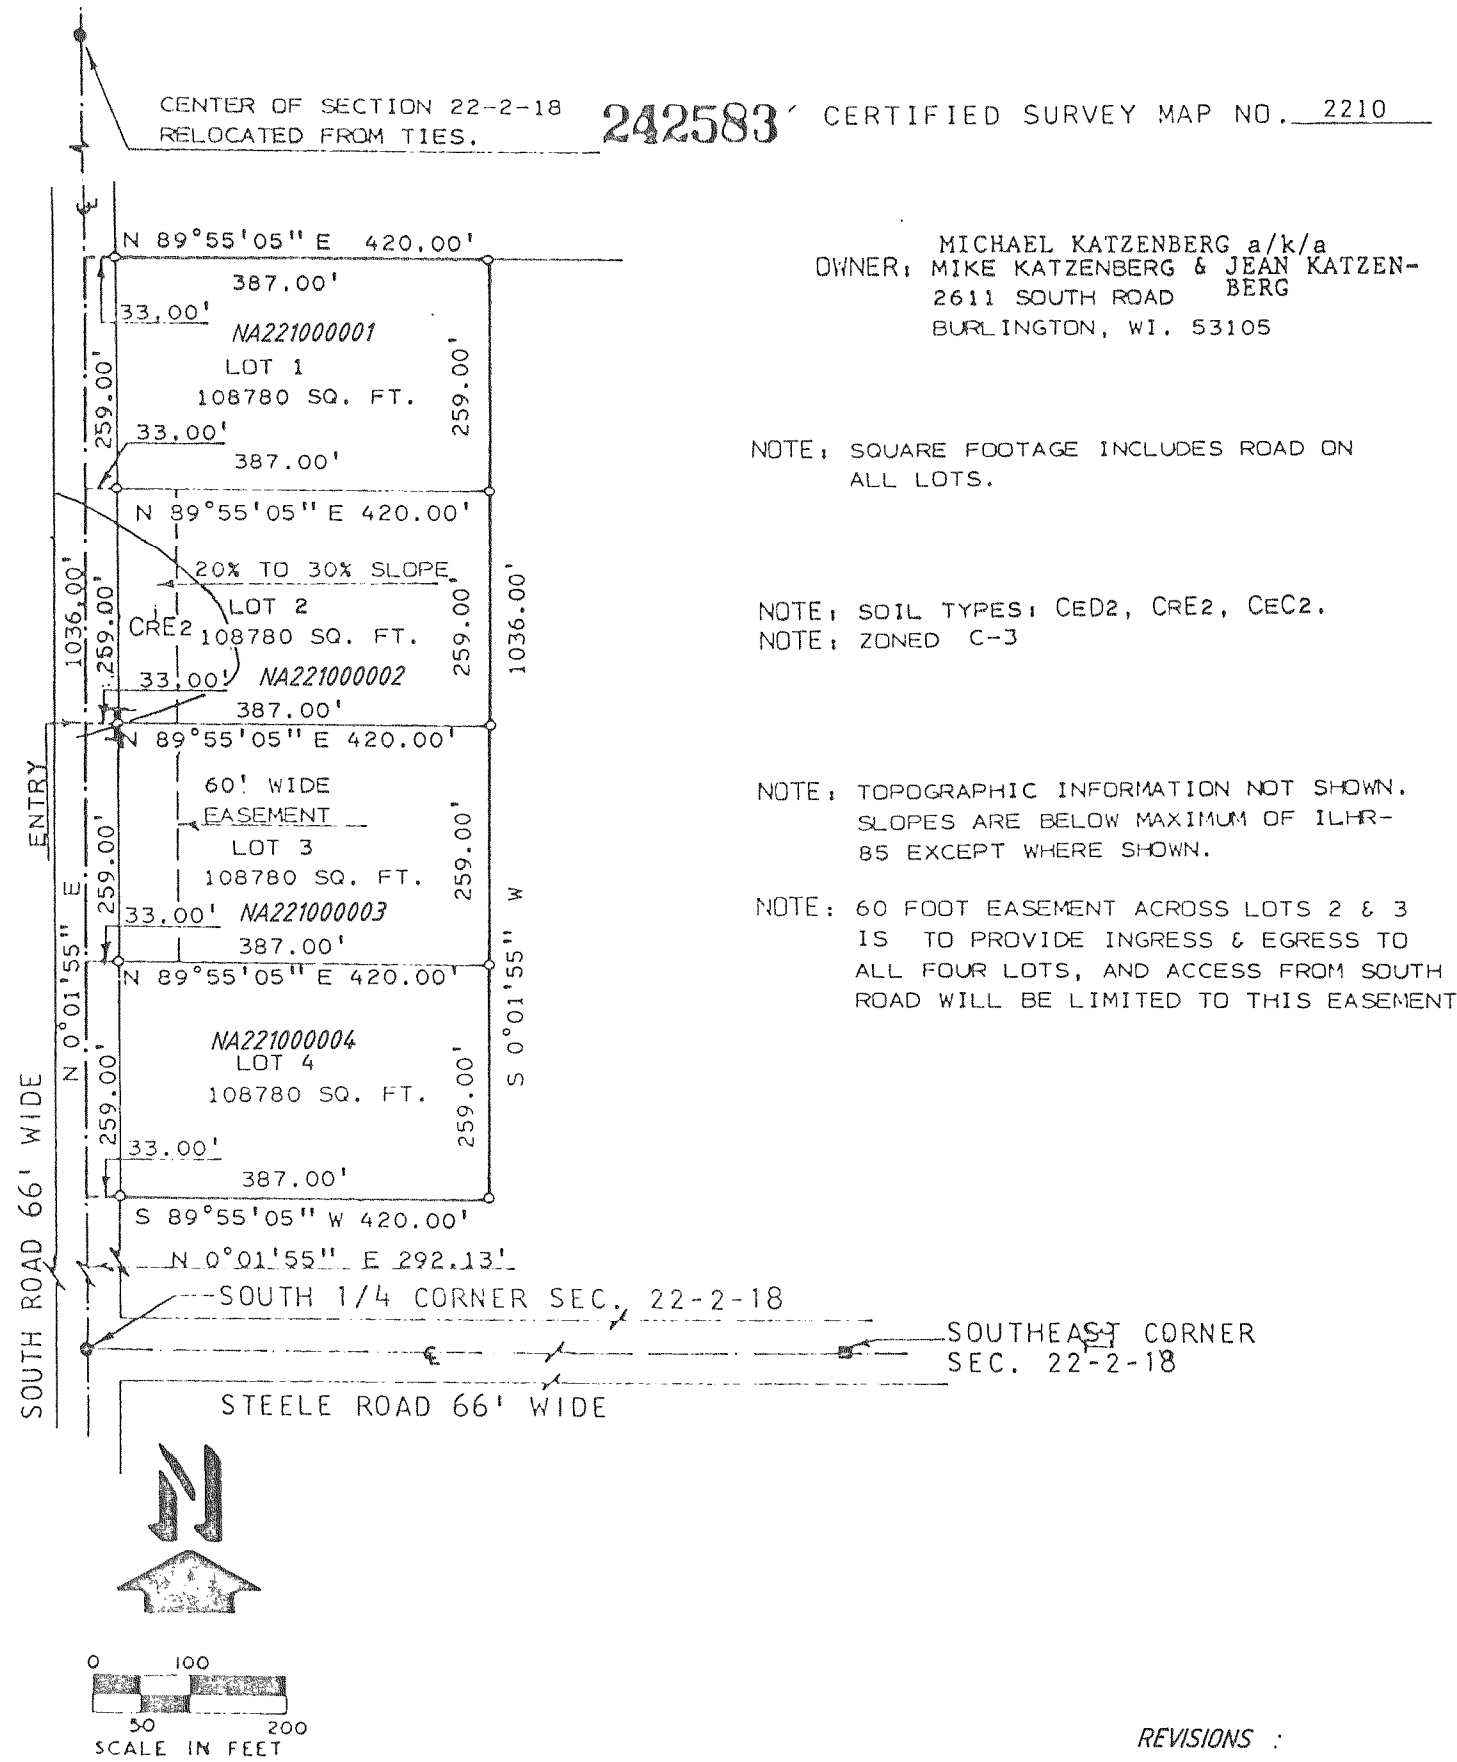 CENTER OF SECTION 22-2-18
RELOCATED FROM TIES.
242583
CERTIFIED SURVEY MAP NO. 2210
MICHAEL KATZENBERG a/k/a
OWNER: MIKE KATZENBERG & JEAN KATZEN-
BERG
2611 SOUTH ROAD
BURLINGTON, WI. 53105
NOTE: SQUARE FOOTAGE INCLUDES ROAD ON
ALL LOTS.
NOTE: SOIL TYPES: CED2, CRE2, CEC2.
NOTE: ZONED C-3
NOTE: TOPOGRAPHIC INFORMATION NOT SHOWN.
SLOPES ARE BELOW MAXIMUM OF ILHR-
85 EXCEPT WHERE SHOWN.
NOTE: 60 FOOT EASEMENT ACROSS LOTS 2 & 3
IS TO PROVIDE INGRESS & EGRESS TO
ALL FOUR LOTS, AND ACCESS FROM SOUTH
ROAD WILL BE LIMITED TO THIS EASEMENT
N 89°55'05" E 420.00'
387.00'
33.00'
NA221000001
LOT 1
108780 SQ. FT.
259.00'
259.00'
33.00'
387.00'
N 89°55'05" E 420.00'
20% TO 30% SLOPE
LOT 2
CRE2
108780 SQ. FT.
259.00'
259.00'
1036.00'
1036.00'
33.00'
NA221000002
387.00'
N 89°55'05" E 420.00'
ENTRY
60' WIDE
EASEMENT
LOT 3
108780 SQ. FT.
259.00'
259.00'
33.00'
NA221000003
387.00'
N 89°55'05" E 420.00'
N 0°01'55" E
S 0°01'55" W
NA221000004
LOT 4
108780 SQ. FT.
259.00'
259.00'
33.00'
387.00'
S 89°55'05" W 420.00'
N 0°01'55" E 292.13'
SOUTH 1/4 CORNER SEC. 22-2-18
SOUTHEAST CORNER
SEC. 22-2-18
SOUTH ROAD 66' WIDE
STEELE ROAD 66' WIDE
N
0 100
50 200
SCALE IN FEET
REVISIONS :